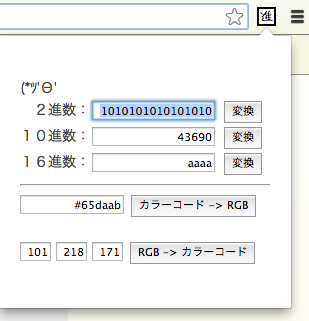 (*ﾂ'Θ'
２進数： 1010101010101010 変換
１０進数： 43690 変換
１６進数： aaaa 変換
#65daab カラーコード -> RGB
101 218 171 RGB -> カラーコード